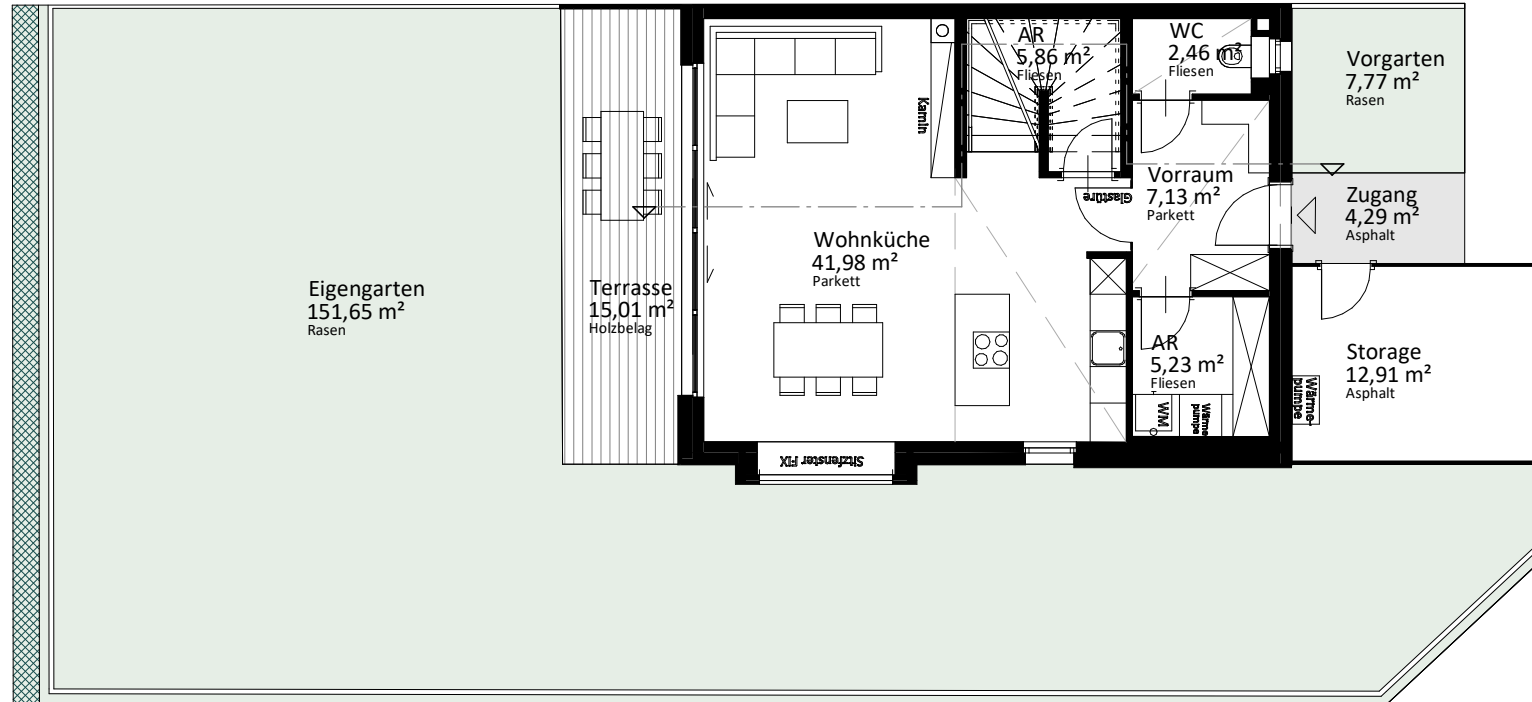 AR
5,86 m²
Fliesen
WC
2,46 m²
Fliesen
Vorgarten
7,77 m²
Rasen
Kamin
Vorraum
7,13 m²
Parkett
Glastüre
Zugang
4,29 m²
Asphalt
Wohnküche
41,98 m²
Parkett
Eigengarten
151,65 m²
Rasen
Terrasse
15,01 m²
Holzbelag
AR
5,23 m²
Fliesen
Storage
12,91 m²
Asphalt
WM
Wärme
pumpe
Wärme-
pumpe
Sitzfenster FIX